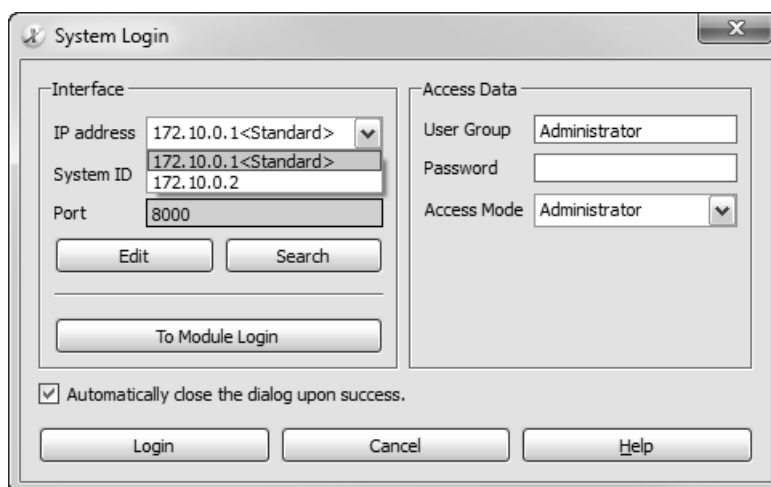 System Login
Interface
IP address
172.10.0.1<Standard>
172.10.0.1<Standard>
172.10.0.2
System ID
Port
8000
Edit
Search
To Module Login
Access Data
User Group
Administrator
Password
Access Mode
Administrator
Automatically close the dialog upon success.
Login
Cancel
Help